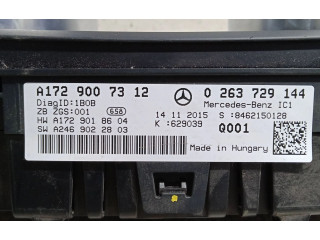 A172 900 73 12
0 263 729 144
DiagID:1B0B
Mercedes-Benz IC1
ZB ZGS:001
658
14 11 2015
S :8462150128
HW A172 901 86 04
K :629039
Q001
SW A246 902 28 03
Made in Hungary